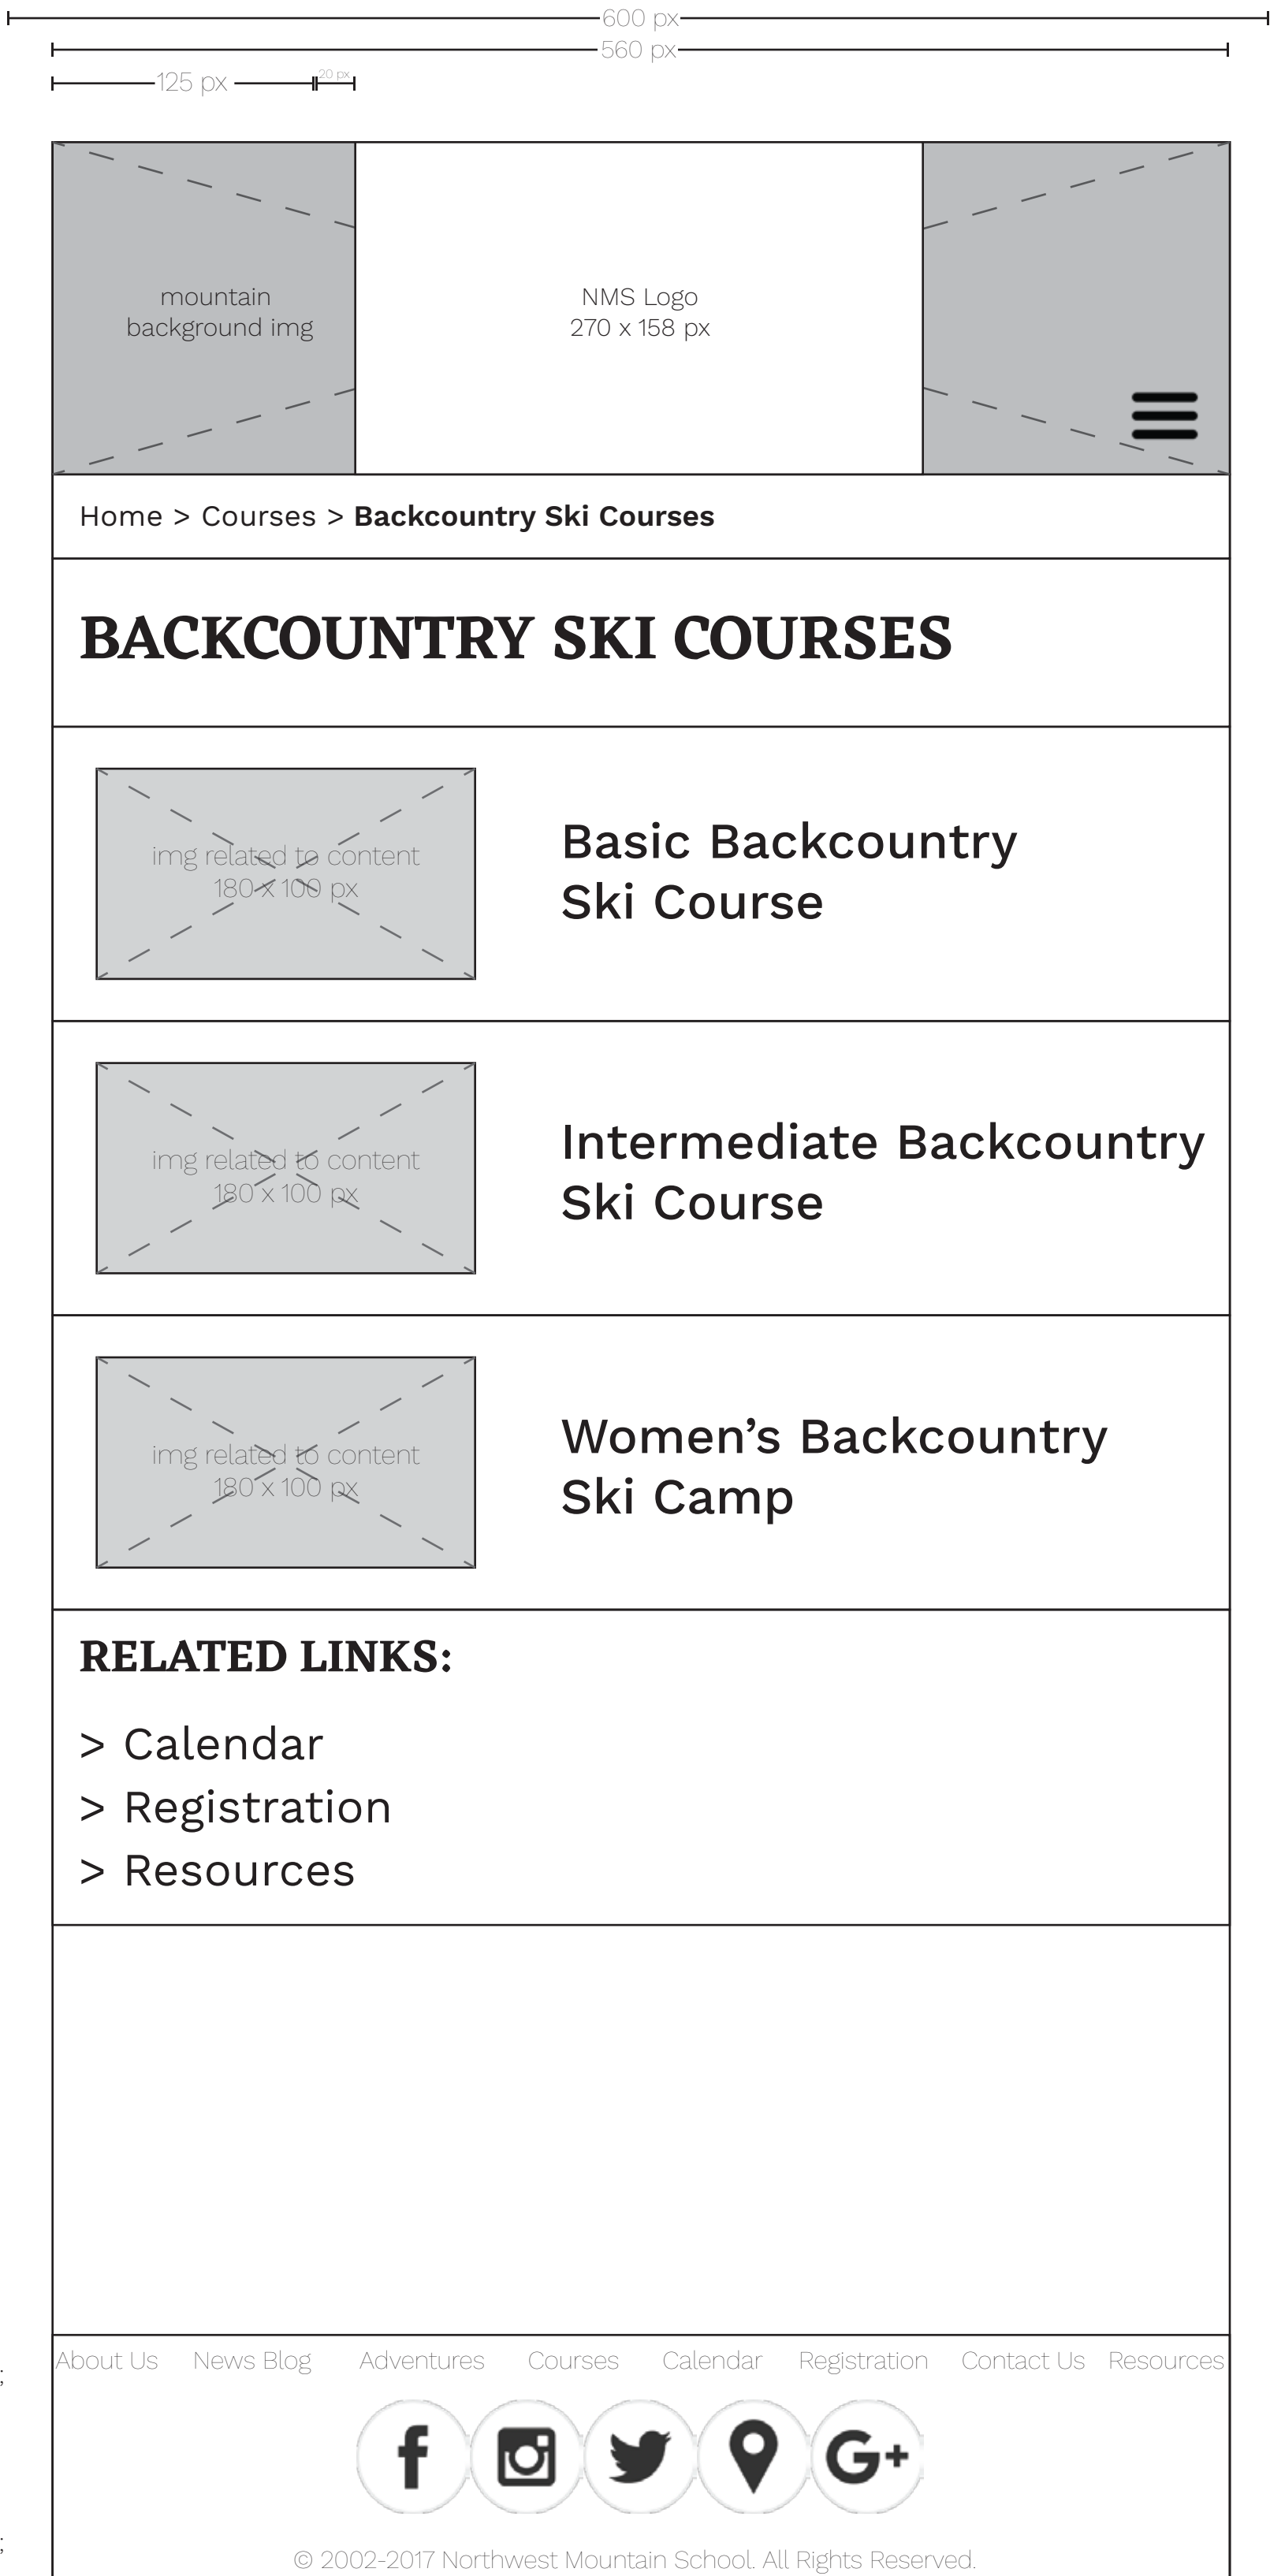 600 px
560 px
125 px
20 px
mountain
background img
NMS Logo
270 x 158 px
Home > Courses > Backcountry Ski Courses
BACKCOUNTRY SKI COURSES
img related to content
180 x 100 px
Basic Backcountry
Ski Course
img related to content
180 x 100 px
Intermediate Backcountry
Ski Course
img related to content
180 x 100 px
Women’s Backcountry
Ski Camp
RELATED LINKS:
> Calendar
> Registration
> Resources
About Us News Blog Adventures Courses Calendar Registration Contact Us Resources
;
f G+
;
© 2002-2017 Northwest Mountain School. All Rights Reserved.